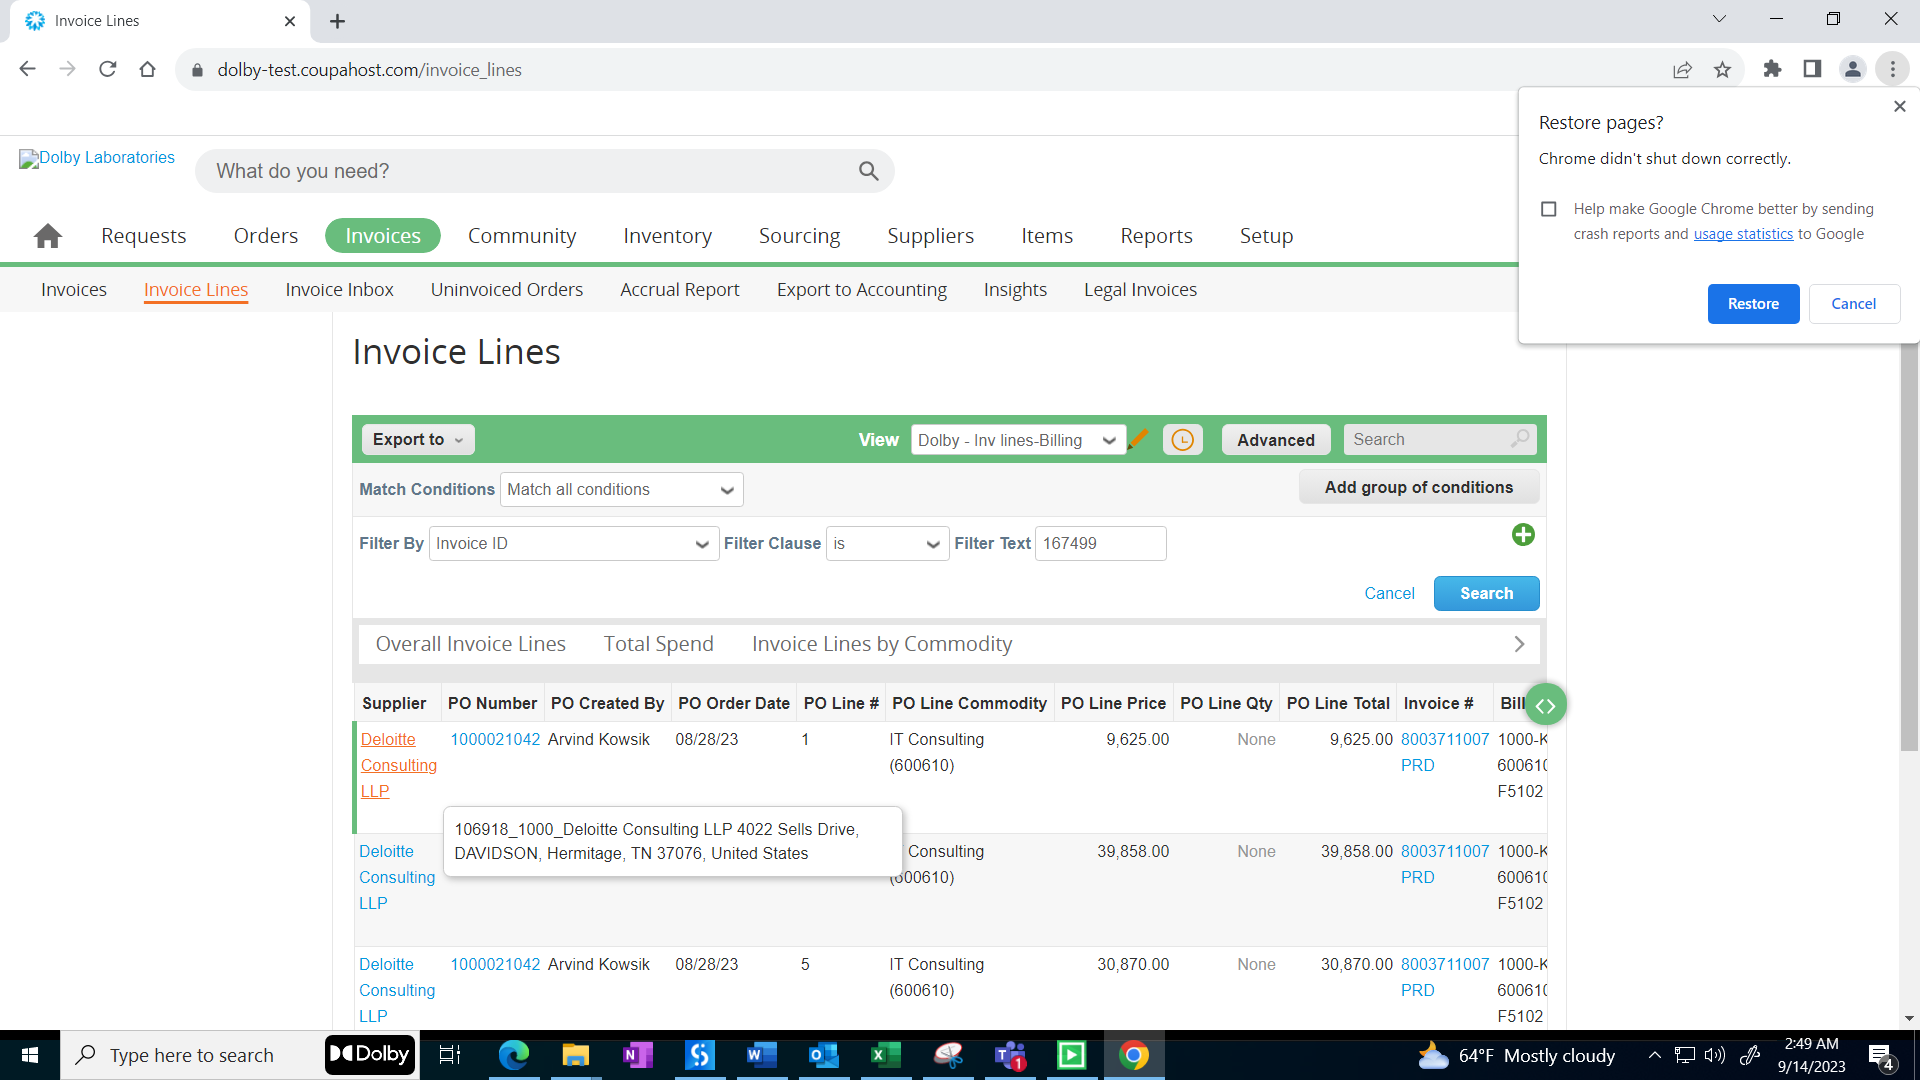 Invoice Lines
dolby-test.coupahost.com/invoice_lines
Restore pages?
Chrome didn't shut down correctly.
Help make Google Chrome better by sending
crash reports and usage statistics to Google
Restore Cancel
Dolby Laboratories
What do you need?
Requests Orders Invoices Community Inventory Sourcing Suppliers Items Reports Setup
Invoices Invoice Lines Invoice Inbox Uninvoiced Orders Accrual Report Export to Accounting Insights Legal Invoices
Invoice Lines
Export to View Dolby - Inv lines-Billing Advanced Search
Match Conditions Match all conditions Add group of conditions
Filter By Invoice ID Filter Clause is Filter Text 167499
Cancel Search
Overall Invoice Lines Total Spend Invoice Lines by Commodity
Supplier PO Number PO Created By PO Order Date PO Line # PO Line Commodity PO Line Price PO Line Qty PO Line Total Invoice # Bill
Deloitte 1000021042 Arvind Kowsik 08/28/23 1 IT Consulting 9,625.00 None 9,625.00 8003711007 1000-K
Consulting (600610) PRD 600610
LLP F5102
106918_1000_Deloitte Consulting LLP 4022 Sells Drive,
DAVIDSON, Hermitage, TN 37076, United States
Deloitte Consulting 39,858.00 None 39,858.00 8003711007 1000-K
Consulting (600610) PRD 600610
LLP F5102
Deloitte 1000021042 Arvind Kowsik 08/28/23 5 IT Consulting 30,870.00 None 30,870.00 8003711007 1000-K
Consulting (600610) PRD 600610
LLP F5102
Type here to search Dolby 1 64°F Mostly cloudy 2:49 AM
9/14/2023 4